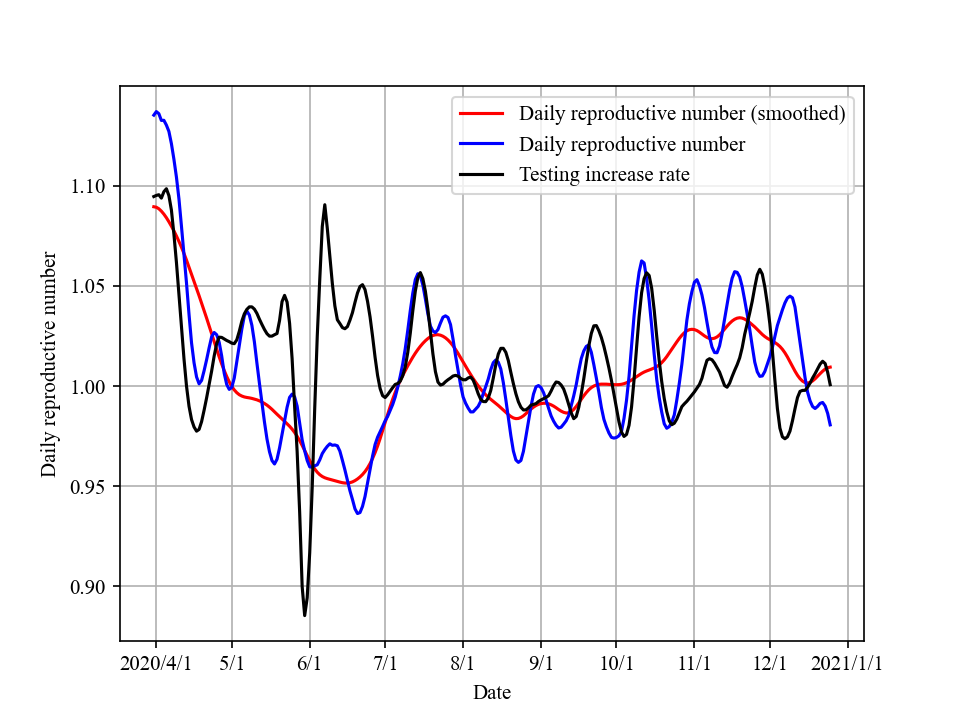 Daily reproductive number (smoothed)
Daily reproductive number
Testing increase rate
Daily reproductive number
1.10
1.05
1.00
0.95
0.90
2020/4/1 5/1 6/1 7/1 8/1 9/1 10/1 11/1 12/1 2021/1/1
Date